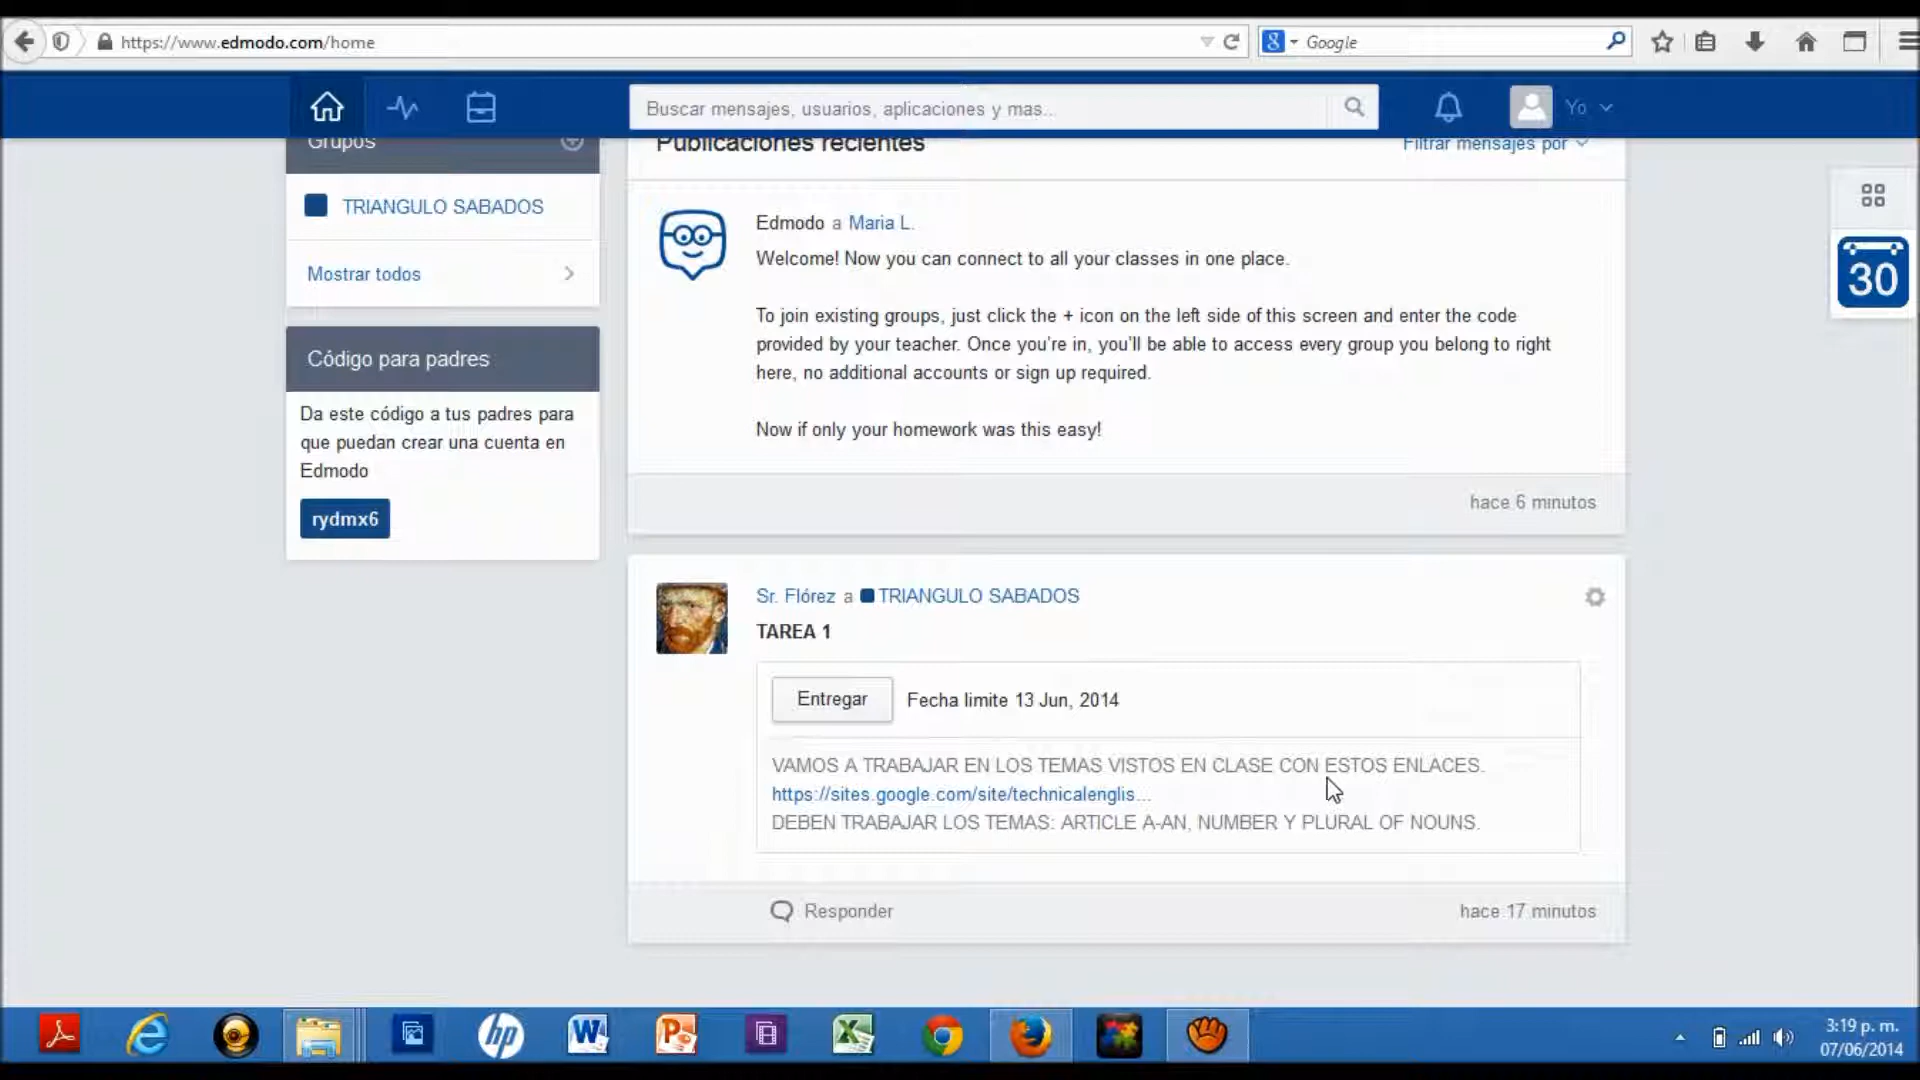 https://www.edmodo.com/home
Google
Buscar mensajes, usuarios, aplicaciones y mas...
Yo
Grupos
TRIANGULO SABADOS
Mostrar todos
Código para padres
Da este código a tus padres para
que puedan crear una cuenta en
Edmodo
rydmx6
Publicaciones recientes
Filtrar mensajes por
Edmodo a Maria L.
Welcome! Now you can connect to all your classes in one place.
To join existing groups, just click the + icon on the left side of this screen and enter the code
provided by your teacher. Once you're in, you'll be able to access every group you belong to right
here, no additional accounts or sign up required.
Now if only your homework was this easy!
hace 6 minutos
Sr. Flórez a TRIANGULO SABADOS
TAREA 1
Entregar Fecha limite 13 Jun, 2014
VAMOS A TRABAJAR EN LOS TEMAS VISTOS EN CLASE CON ESTOS ENLACES.
https://sites.google.com/site/technicalenglis...
DEBEN TRABAJAR LOS TEMAS: ARTICLE A-AN, NUMBER Y PLURAL OF NOUNS.
Responder
hace 17 minutos
30
3:19 p. m.
07/06/2014